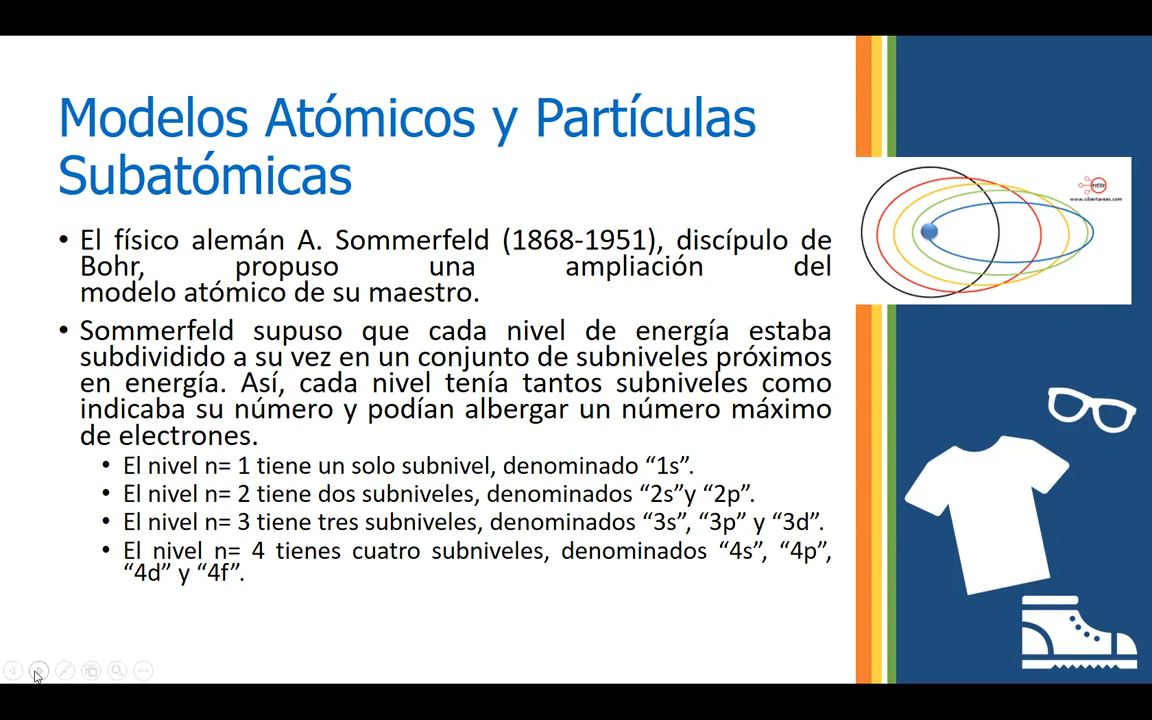 Modelos Atómicos y Partículas
Subatómicas
• El físico alemán A. Sommerfeld (1868-1951), discípulo de
Bohr, propuso una ampliación del
modelo atómico de su maestro.
• Sommerfeld supuso que cada nivel de energía estaba
subdividido a su vez en un conjunto de subniveles próximos
en energía. Así, cada nivel tenía tantos subniveles como
indicaba su número y podían albergar un número máximo
de electrones.
• El nivel n= 1 tiene un solo subnivel, denominado “1s”.
• El nivel n= 2 tiene dos subniveles, denominados “2s”y “2p”.
• El nivel n= 3 tiene tres subniveles, denominados “3s”, “3p” y “3d”.
• El nivel n= 4 tienes cuatro subniveles, denominados “4s”, “4p”,
“4d” y “4f”.
www.cibertareas.com